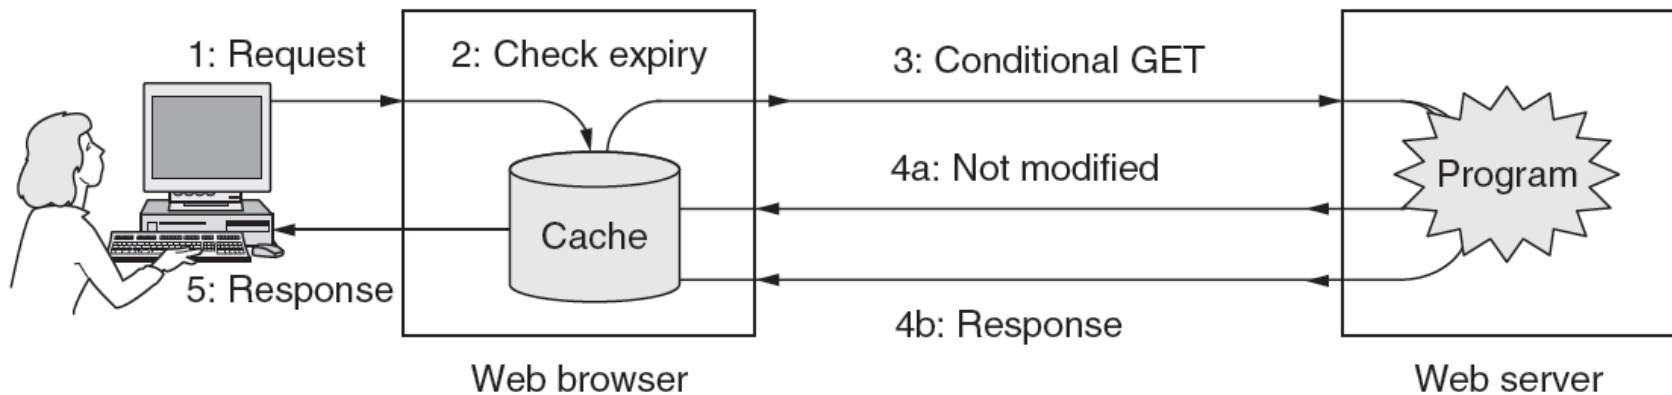 1: Request
2: Check expiry
3: Conditional GET
4a: Not modified
Program
Cache
5: Response
4b: Response
Web browser
Web server